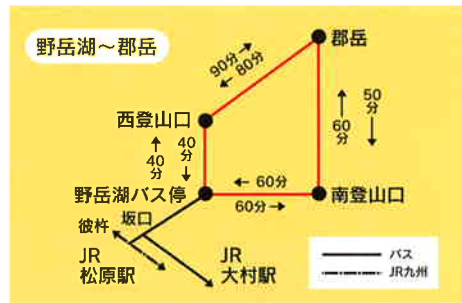 野岳湖～郡岳
郡岳
90分→
←80分
西登山口
50分
60分
40分
40分
野岳湖バス停
←60分
60分→
南登山口
坂口
彼杵
JR
松原駅
JR
大村駅
バス
JR九州